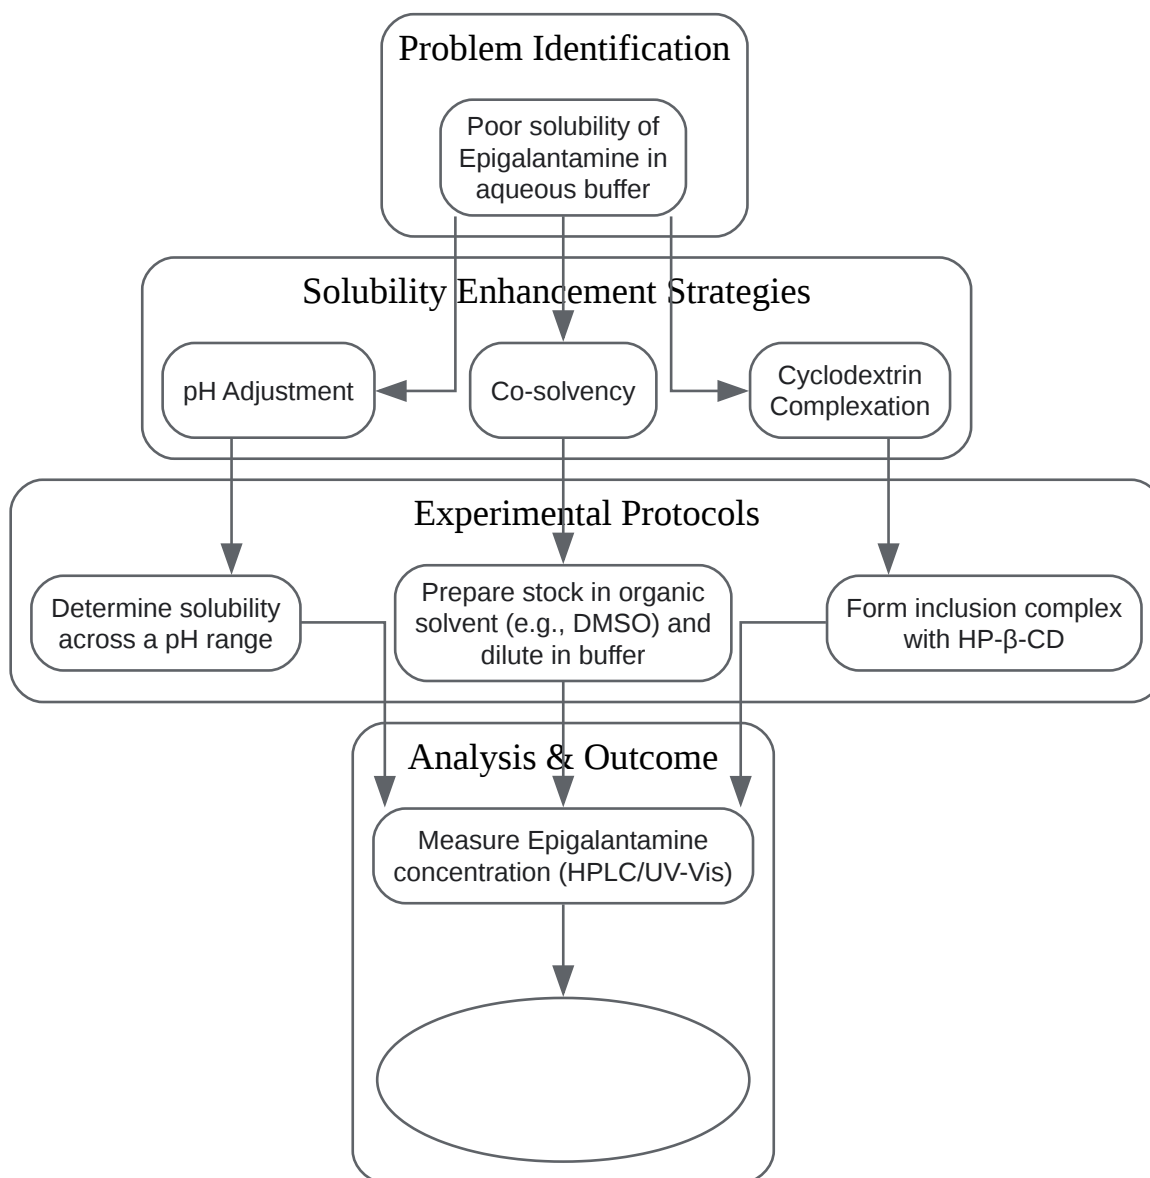 Problem Identification
Poor solubility of
Epigalantamine in
aqueous buffer
Solubility Enhancement Strategies
pH Adjustment
Co-solvency
Cyclodextrin
Complexation
Experimental Protocols
Determine solubility
across a pH range
Prepare stock in organic
solvent (e.g., DMSO) and
dilute in buffer
Form inclusion complex
with HP-β-CD
Analysis & Outcome
Measure Epigalantamine
concentration (HPLC/UV-Vis)